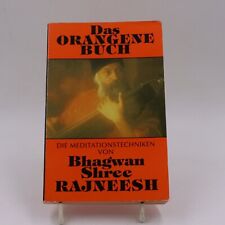 Das
ORANGENE
BUCH
DIE MEDITATIONSTECHNIKEN
VON
Bhagwan
Shree
RAJNEESH